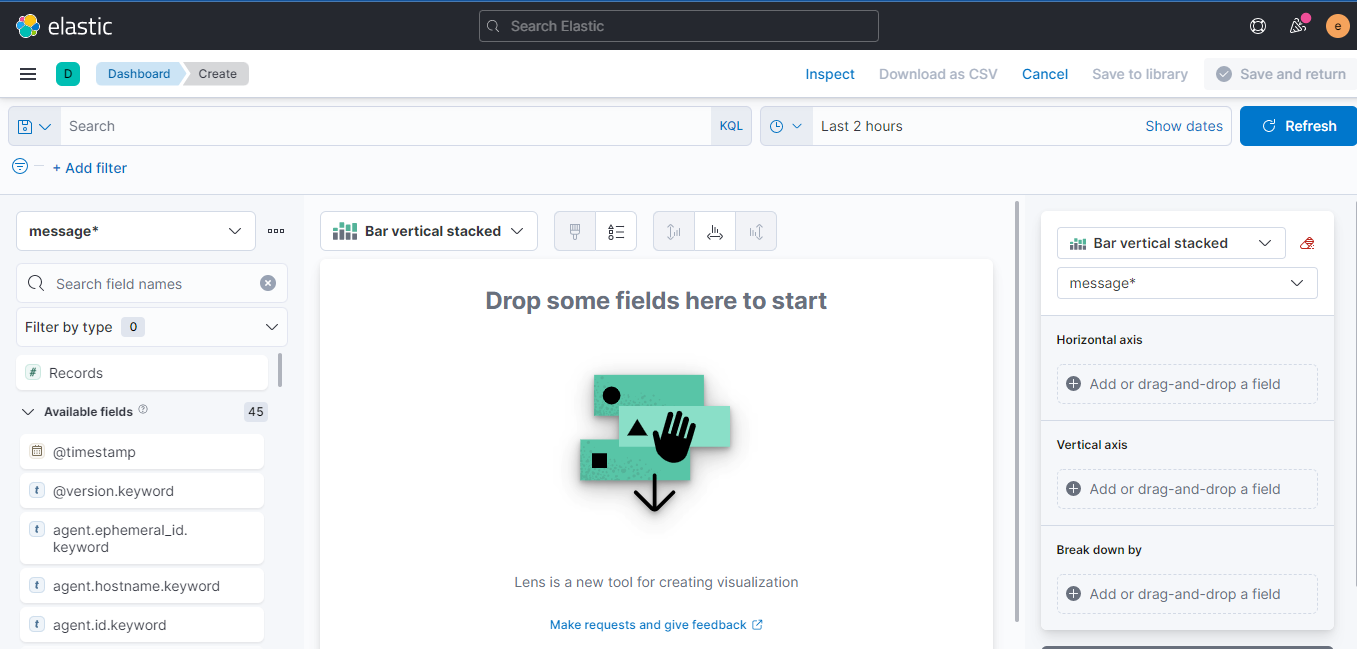 elastic
Search Elastic
e
D
Dashboard
Create
Inspect
Download as CSV
Cancel
Save to library
Save and return
Search
KQL
Last 2 hours
Show dates
Refresh
+ Add filter
message*
Search field names
Filter by type 0
# Records
Available fields ? 45
@timestamp
t @version.keyword
t agent.ephemeral_id.
keyword
t agent.hostname.keyword
t agent.id.keyword
Bar vertical stacked
Drop some fields here to start
Lens is a new tool for creating visualization
Make requests and give feedback
Bar vertical stacked
message*
Horizontal axis
Add or drag-and-drop a field
Vertical axis
Add or drag-and-drop a field
Break down by
Add or drag-and-drop a field